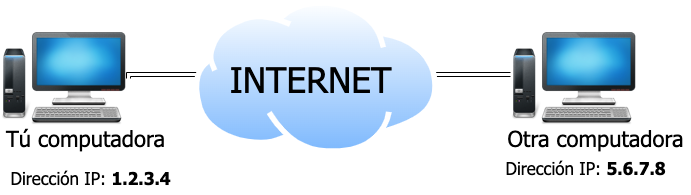 INTERNET
Tú computadora
Otra computadora
Dirección IP: 1.2.3.4
Dirección IP: 5.6.7.8